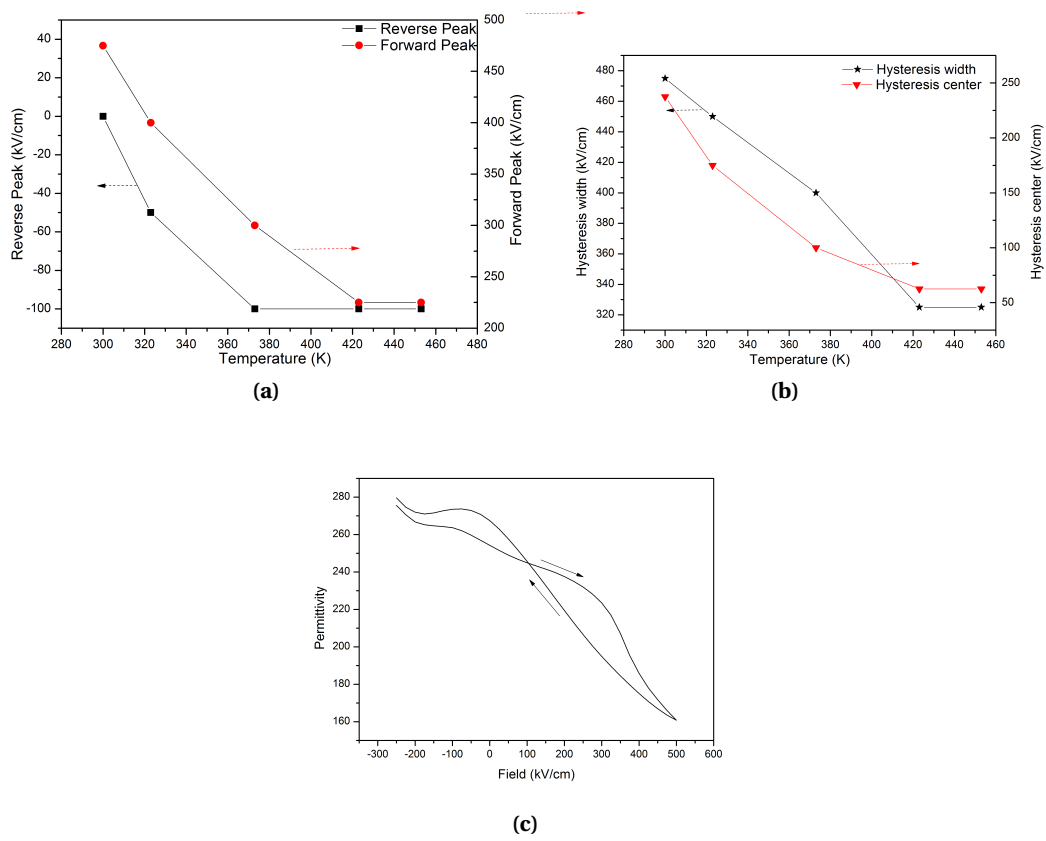 Reverse Peak
Forward Peak
40
20
0
-20
-40
-60
-80
-100
500
450
400
350
300
250
200
Reverse Peak (kV/cm)
Forward Peak (kV/cm)
280 300 320 340 360 380 400 420 440 460 480
Temperature (K)
(a)
Hysteresis width
Hysteresis center
480
460
440
420
400
380
360
340
320
250
200
150
100
50
Hysteresis width (kV/cm)
Hysteresis center (kV/cm)
280 300 320 340 360 380 400 420 440 460
Temperature (K)
(b)
280
260
240
220
200
180
160
Permittivity
-300 -200 -100 0 100 200 300 400 500 600
Field (kV/cm)
(c)